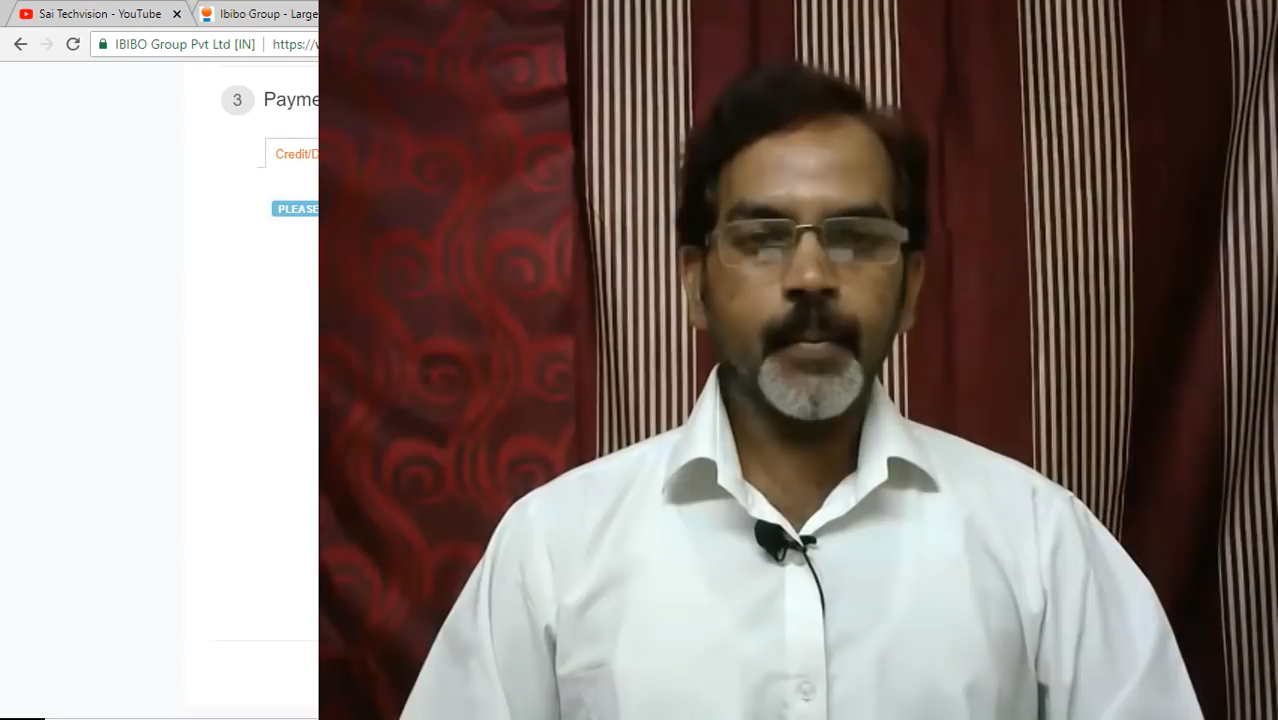 Sai Techvision - YouTube
Ibibo Group - Large
IBIBO Group Pvt Ltd [IN]
https://
3
Payme
Credit/D
PLEASE